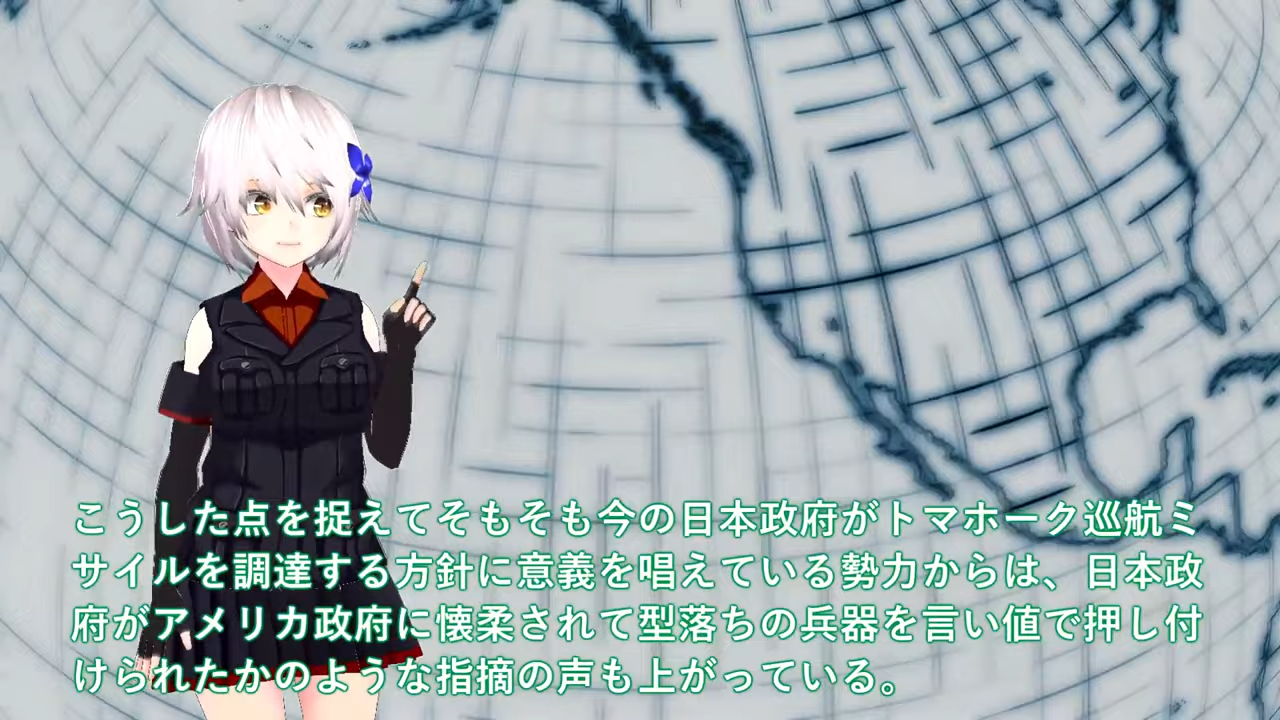 こうした点を捉えてそもそも今の日本政府がトマホーク巡航ミ
サイルを調達する方針に意義を唱えている勢力からは、日本政
府がアメリカ政府に懐柔されて型落ちの兵器を言い値で押し付
けられたかのような指摘の声も上がっている。